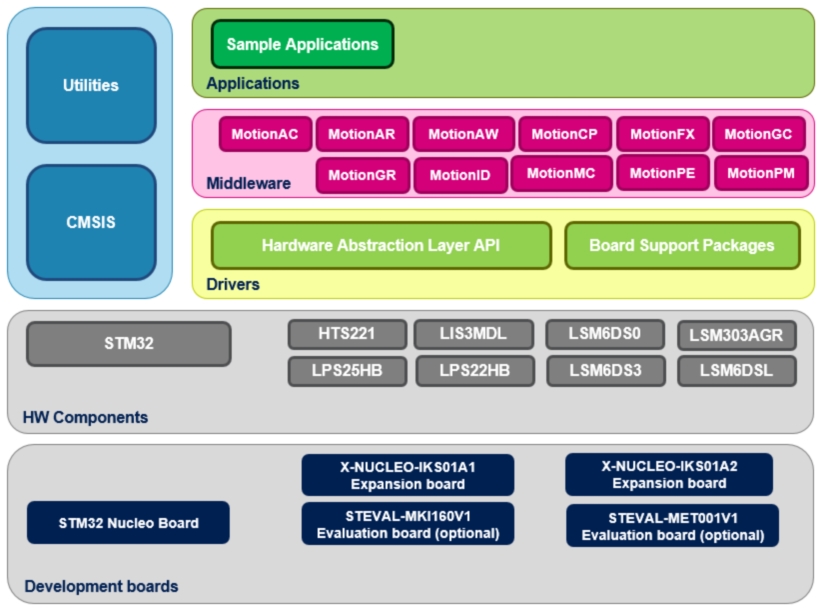 Utilities
CMSIS
Sample Applications
Applications
MotionAC MotionAR MotionAW MotionCP MotionFX MotionGC
MotionGR MotionID MotionMC MotionPE MotionPM
Middleware
Hardware Abstraction Layer API Board Support Packages
Drivers
STM32
HTS221 LIS3MDL LSM6DS0 LSM303AGR
LPS25HB LPS22HB LSM6DS3 LSM6DSL
HW Components
X-NUCLEO-IKS01A1
Expansion board
X-NUCLEO-IKS01A2
Expansion board
STM32 Nucleo Board
STEVAL-MKI160V1
Evaluation board (optional)
STEVAL-MET001V1
Evaluation board (optional)
Development boards